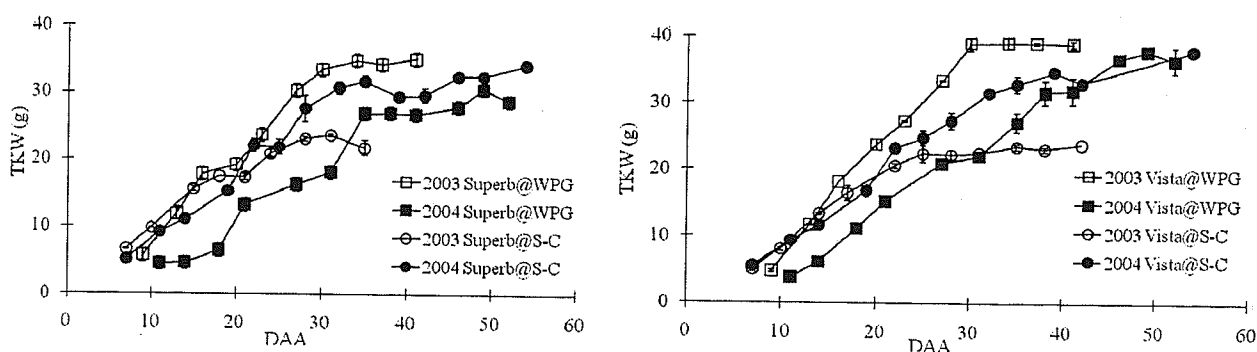 40
30
20
10
0
TKW (g)
0 10 20 30 40 50 60
DAA
2003 Superb@WPG
2004 Superb@WPG
2003 Superb@S-C
2004 Superb@S-C
40
30
20
10
0
TKW (g)
0 10 20 30 40 50 60
DAA
2003 Vista@WPG
2004 Vista@WPG
2003 Vista@S-C
2004 Vista@S-C